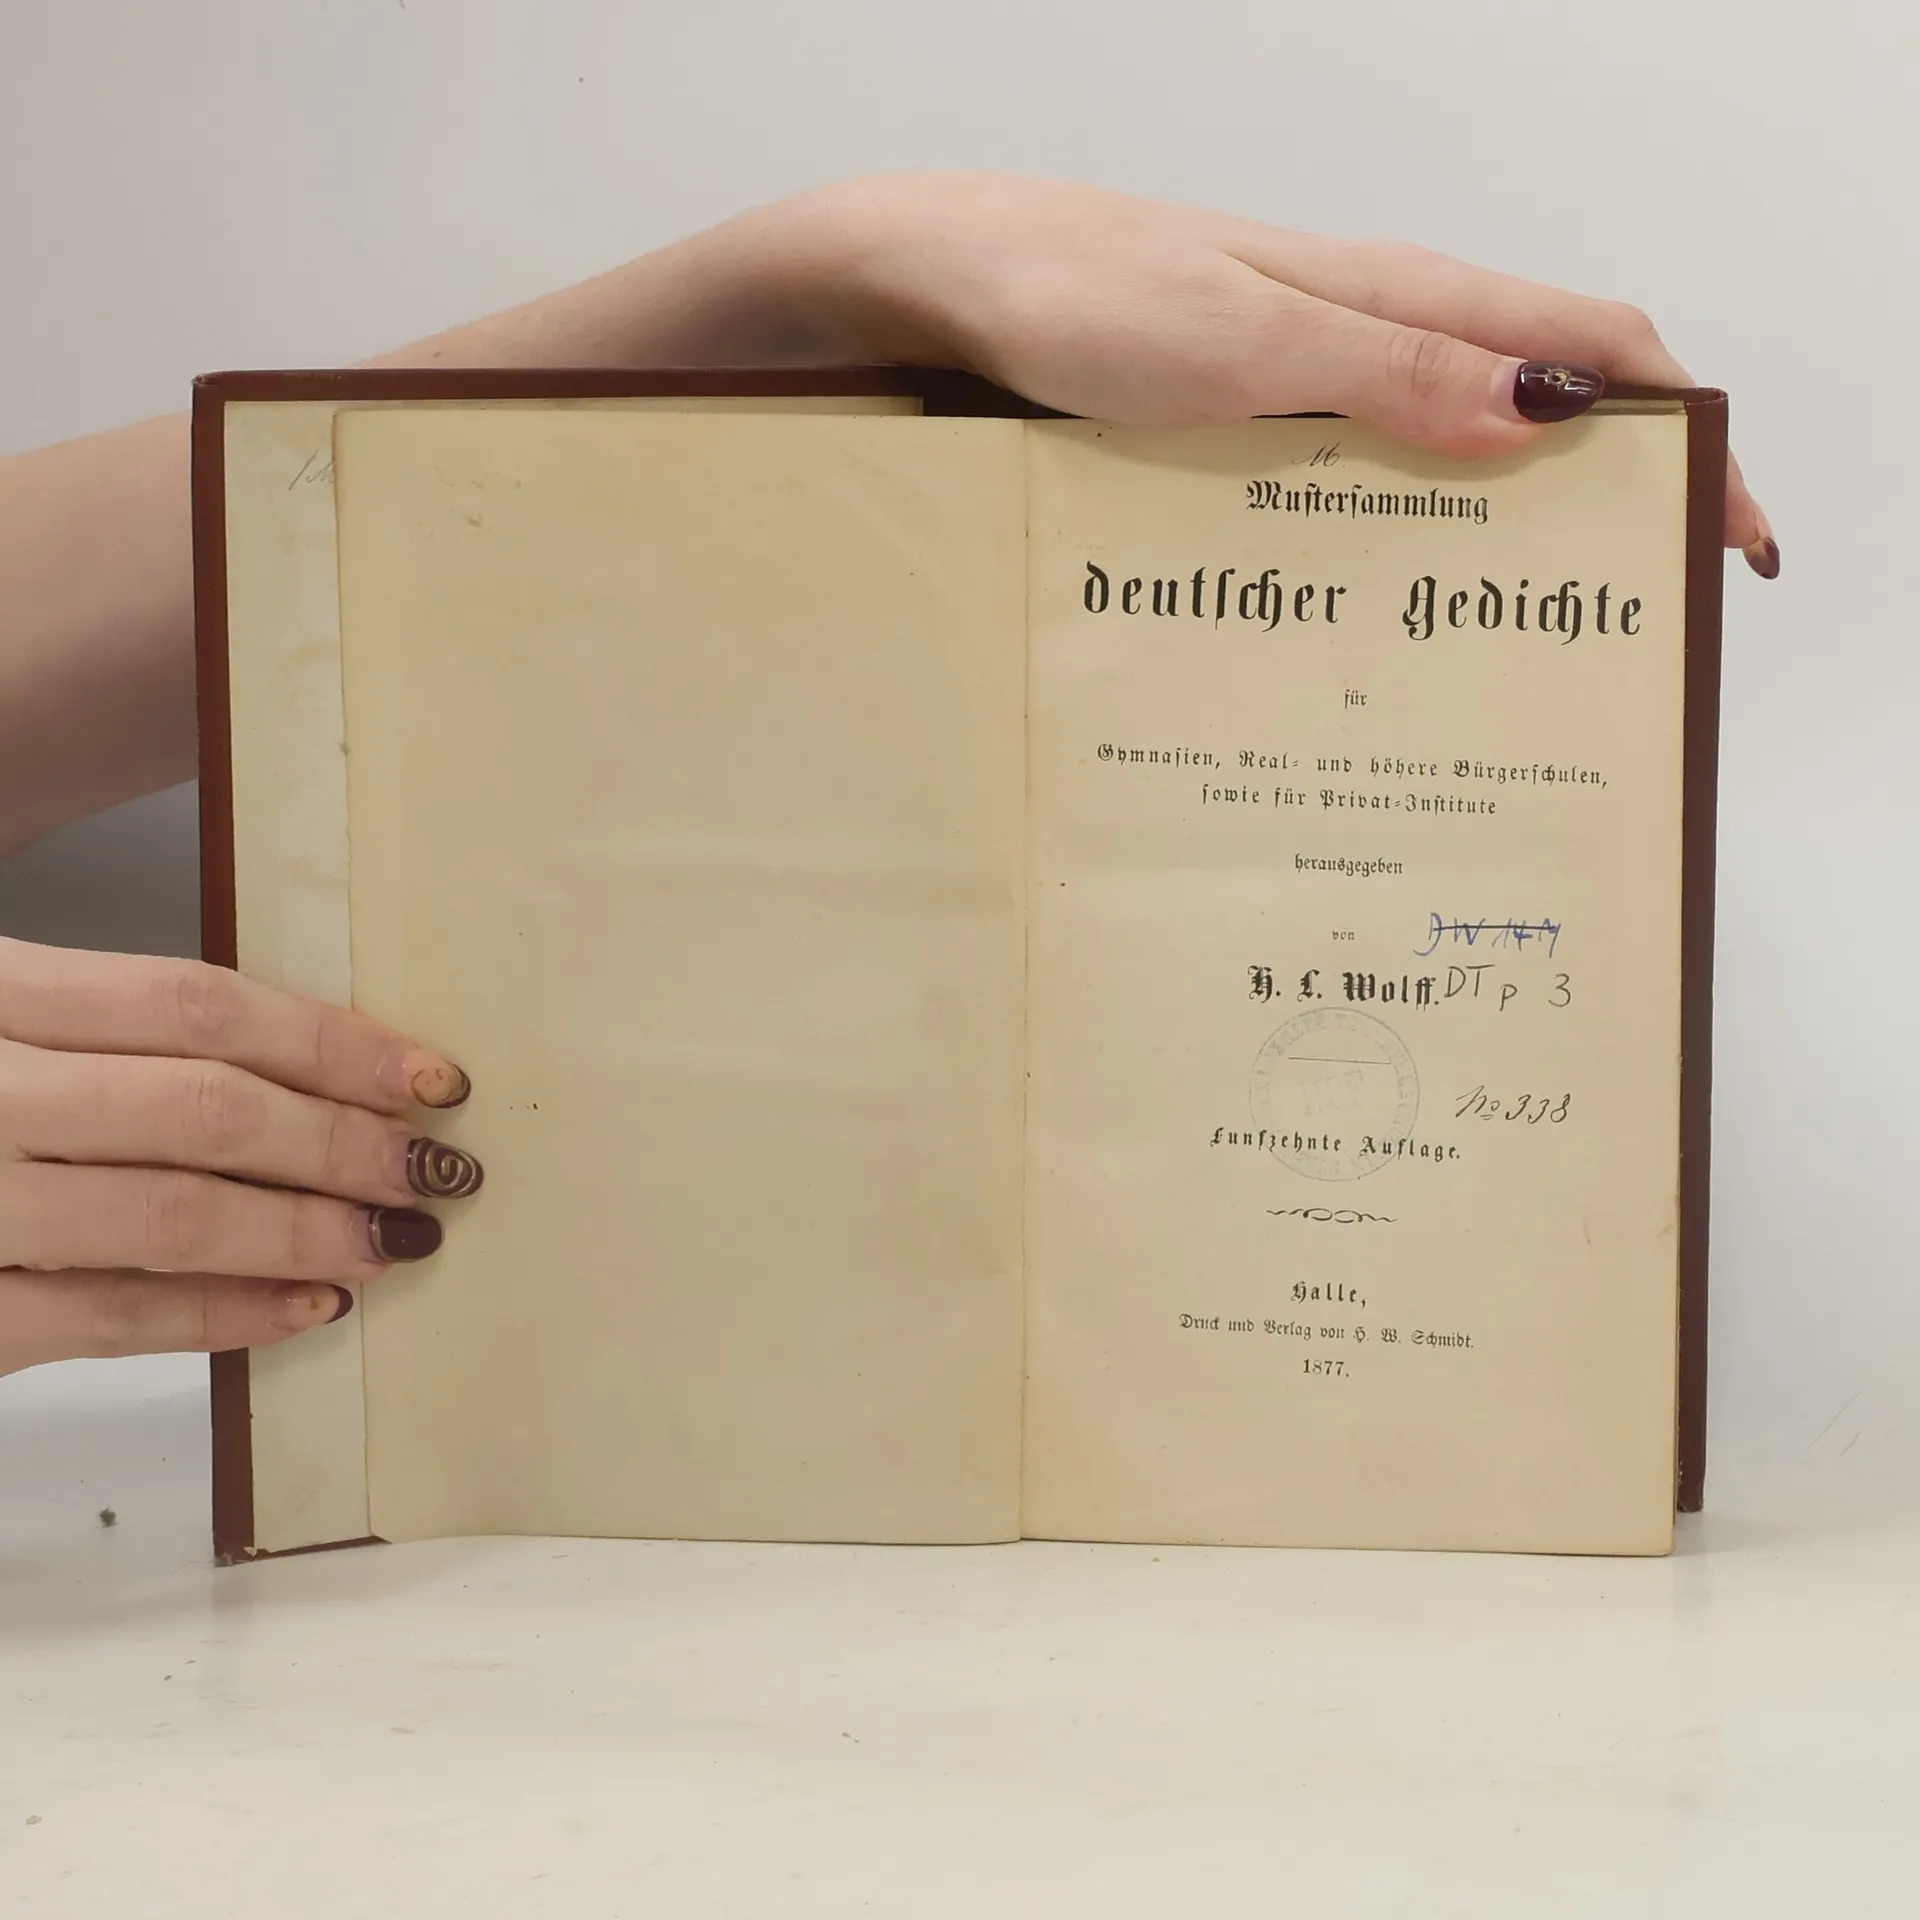 16.
Muſterſammlung
deutſcher Gedichte
für
Gymnaſien, Real- und höhere Bürgerſchulen,
ſowie für Privat-Inſtitute
herausgegeben
von
H. L. Wolff.
DT p 3
No 338
Funfzehnte Auflage.
Halle,
Druck und Verlag von H. W. Schmidt.
1877.